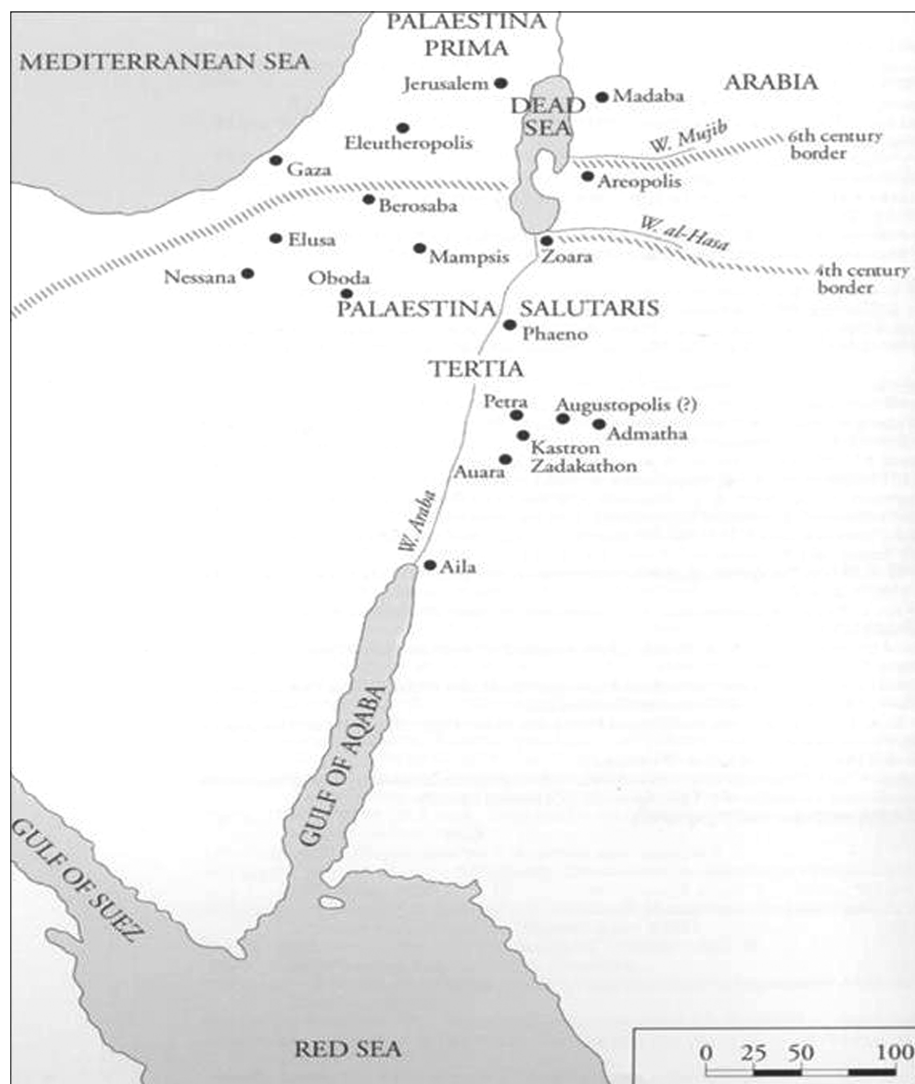 PALAESTINA
PRIMA
MEDITERRANEAN SEA
Jerusalem
ARABIA
Madaba
DEAD
SEA
W. Mujib
6th century
border
Eleutheropolis
Gaza
Areopolis
Berosaba
W. al-Hasa
Elusa
Mampsis
Zoara
Nessana
Oboda
4th century
border
PALAESTINA SALUTARIS
Phaeno
TERTIA
Petra
Augustopolis (?)
Admatha
Kastron
Zadakathon
Auara
W. Araba
Aila
GULF OF AQABA
GULF OF SUEZ
RED SEA
0 25 50 100